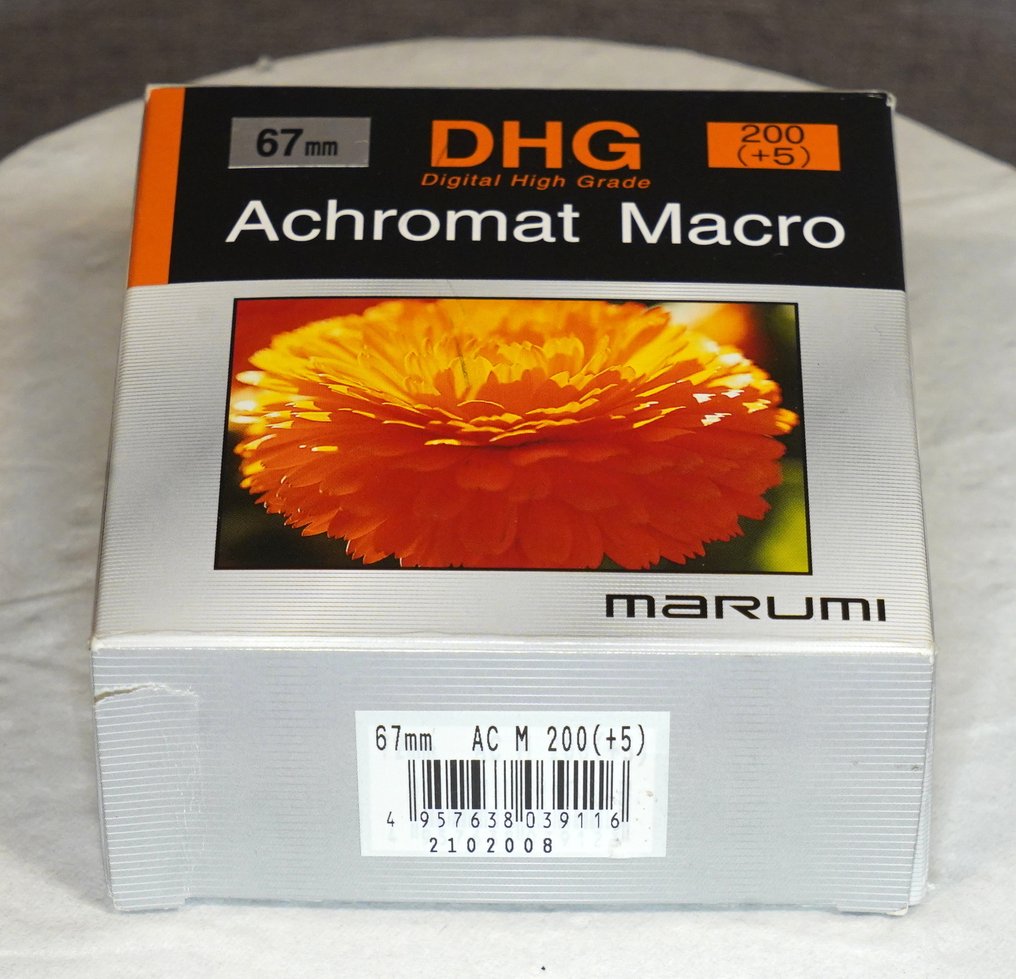 67mm
DHG
200
(+5)
Digital High Grade
Achromat Macro
marumi
67mm AC M 200(+5)
4 957638 039116
2102008